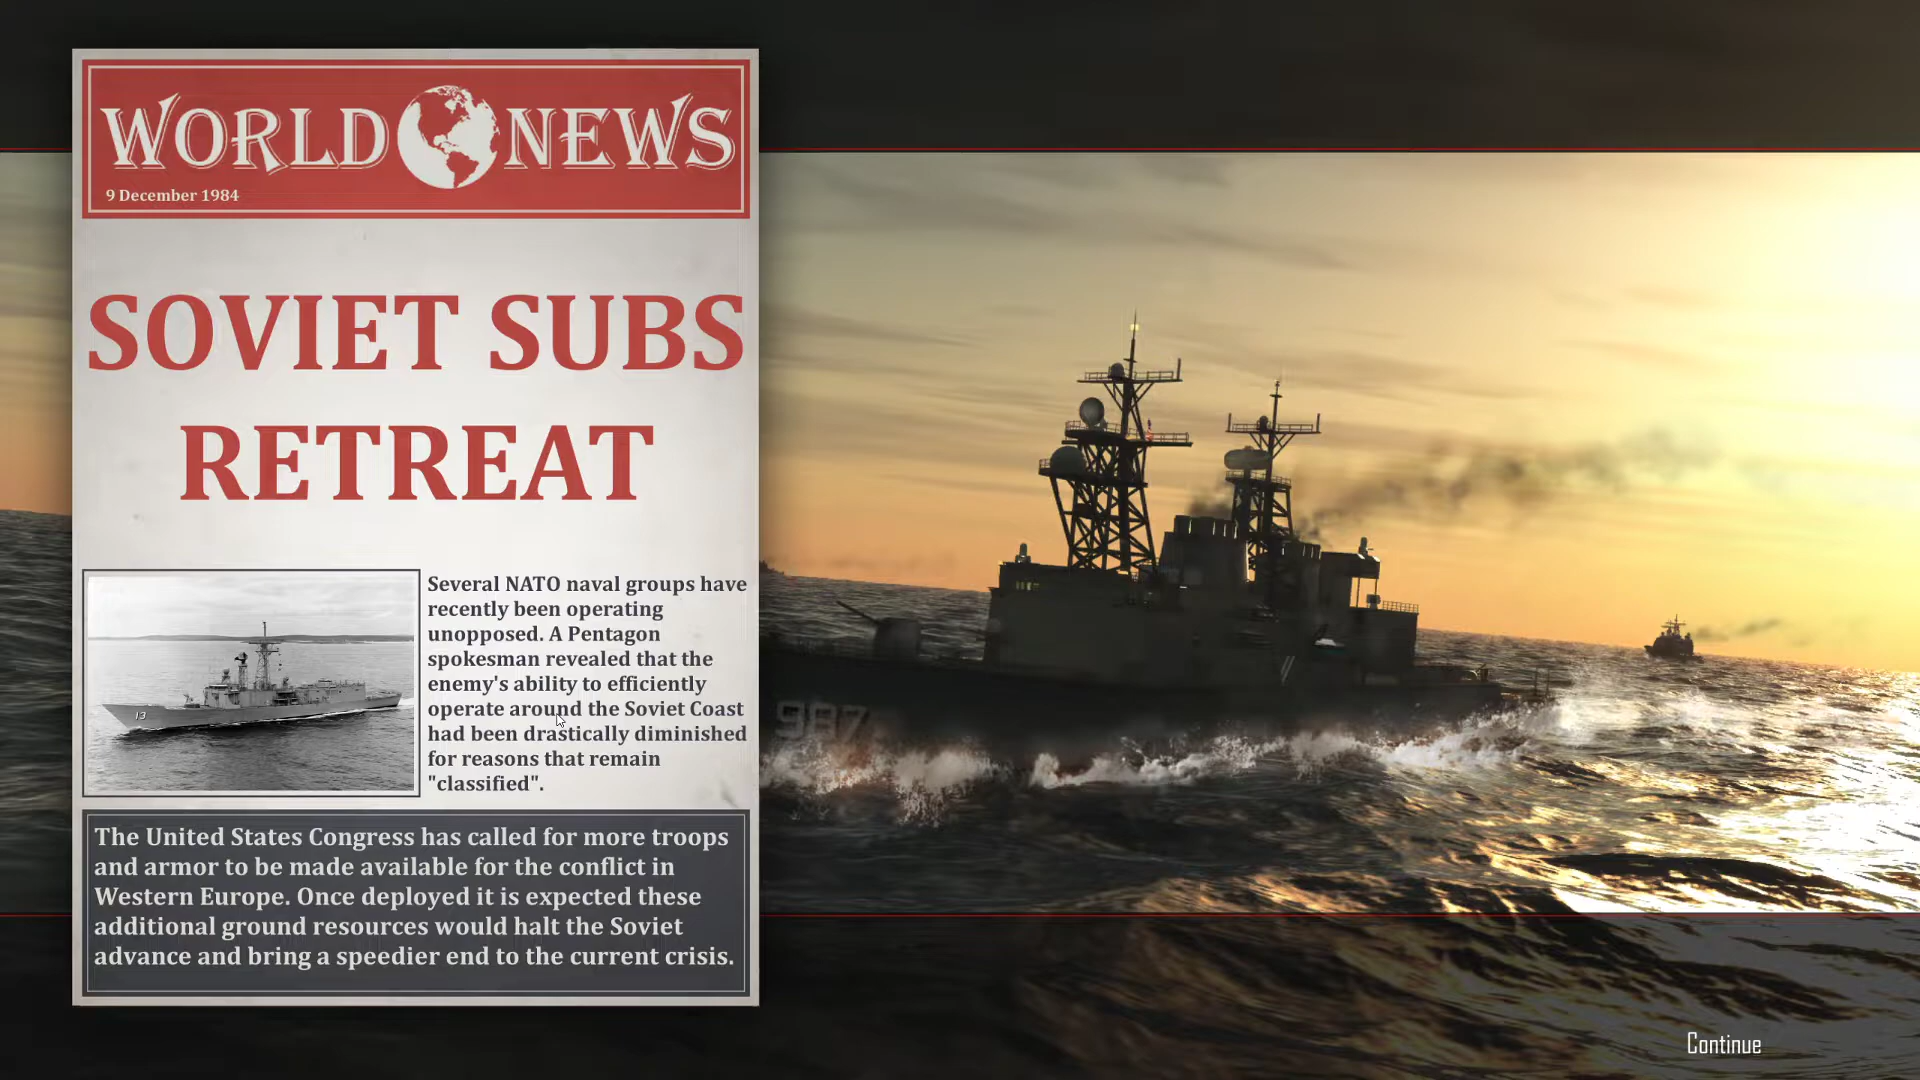 WORLD NEWS
9 December 1984
SOVIET SUBS
RETREAT
Several NATO naval groups have
recently been operating
unopposed. A Pentagon
spokesman revealed that the
enemy's ability to efficiently
operate around the Soviet Coast
had been drastically diminished
for reasons that remain
"classified".
13
The United States Congress has called for more troops
and armor to be made available for the conflict in
Western Europe. Once deployed it is expected these
additional ground resources would halt the Soviet
advance and bring a speedier end to the current crisis.
987
Continue